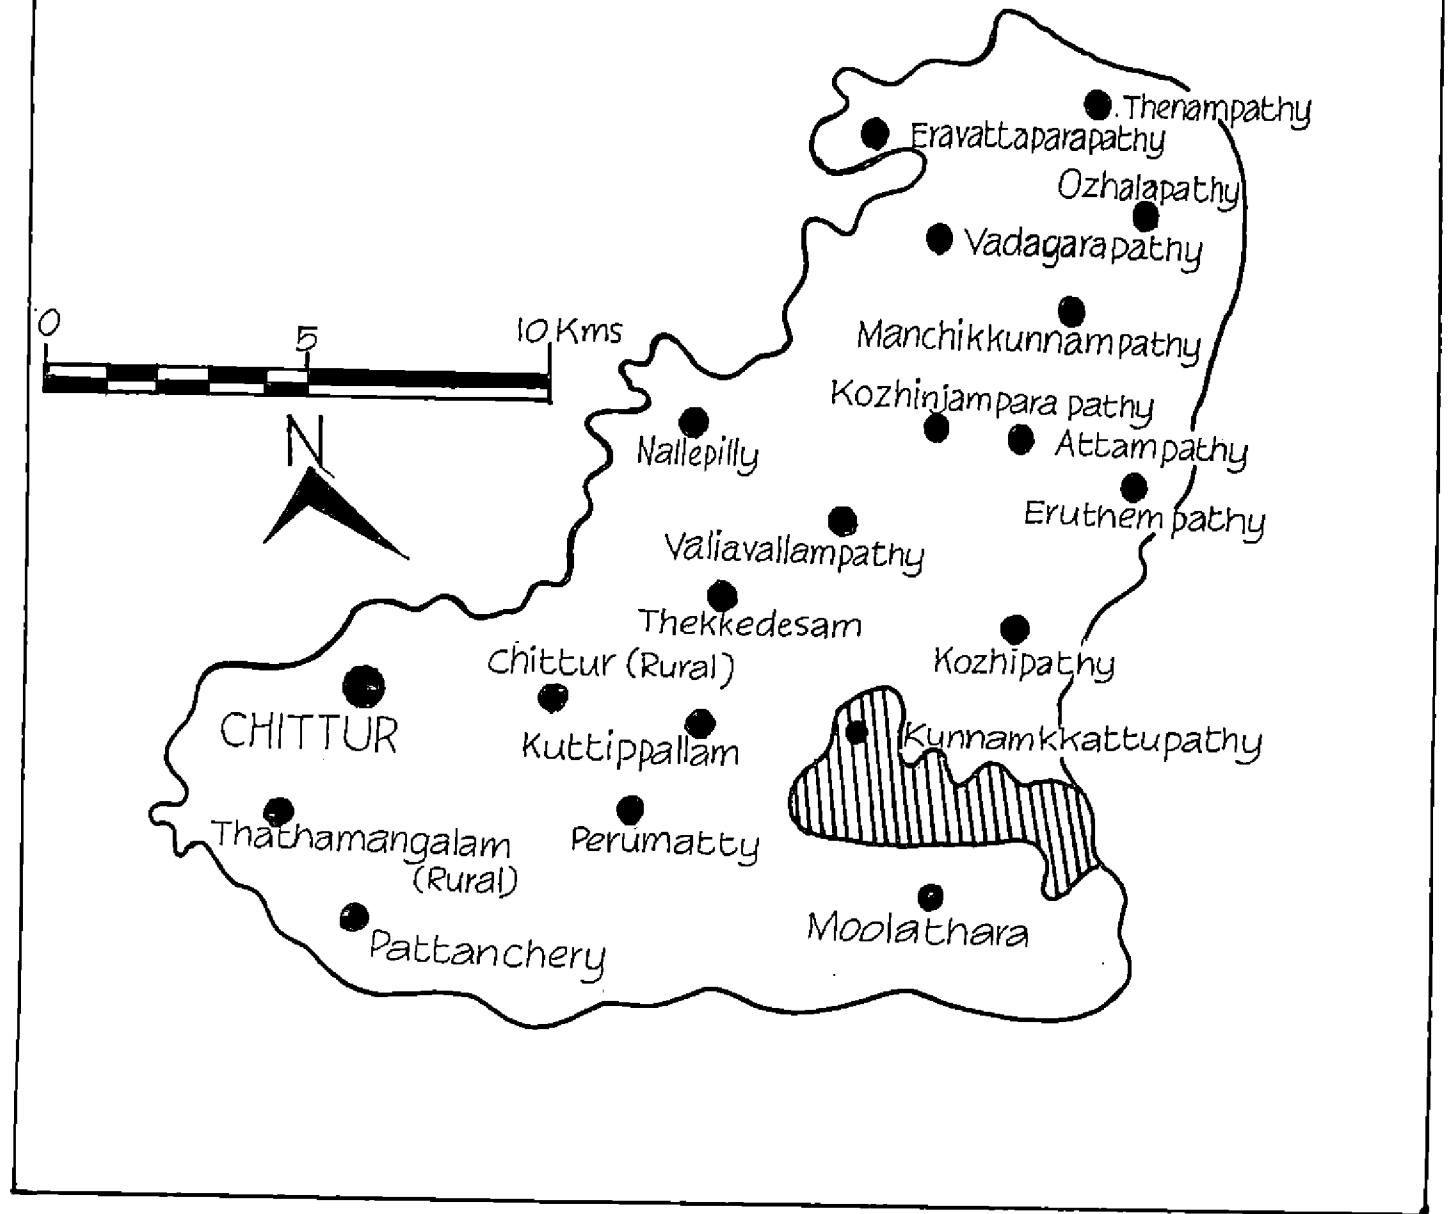 Thenampathy
Eravattaparapathy
Ozhalapathy
Vadagarapathy
0 5 10 Kms
Manchikkunnampathy
Kozhinjampara pathy
N
Nallepilly
Attampathy
Eruthempathy
Valiavallampathy
Thekkedesam
Chittur (Rural)
Kozhipathy
CHITTUR
Kuttippallam
Kunnamkkattupathy
Thathamangalam
(Rural)
Perumatty
Moolathara
Pattanchery